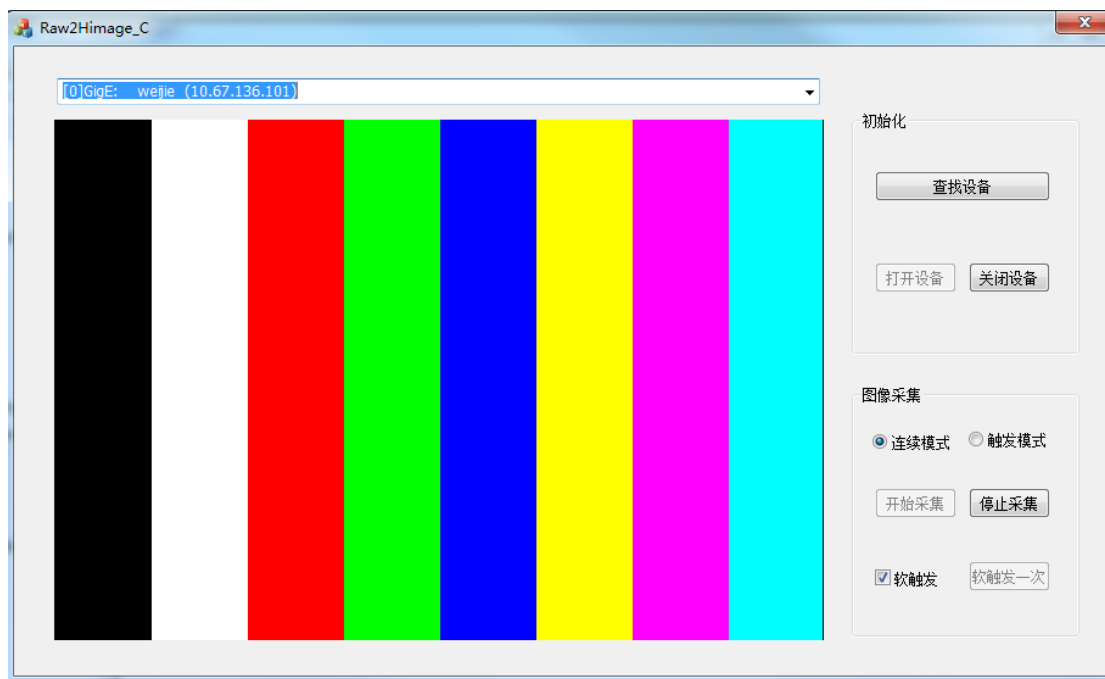 Raw2Himage_C
[0]GigE: weijie (10.67.136.101)
初始化
查找设备
打开设备 关闭设备
图像采集
连续模式 触发模式
开始采集 停止采集
软触发 软触发一次